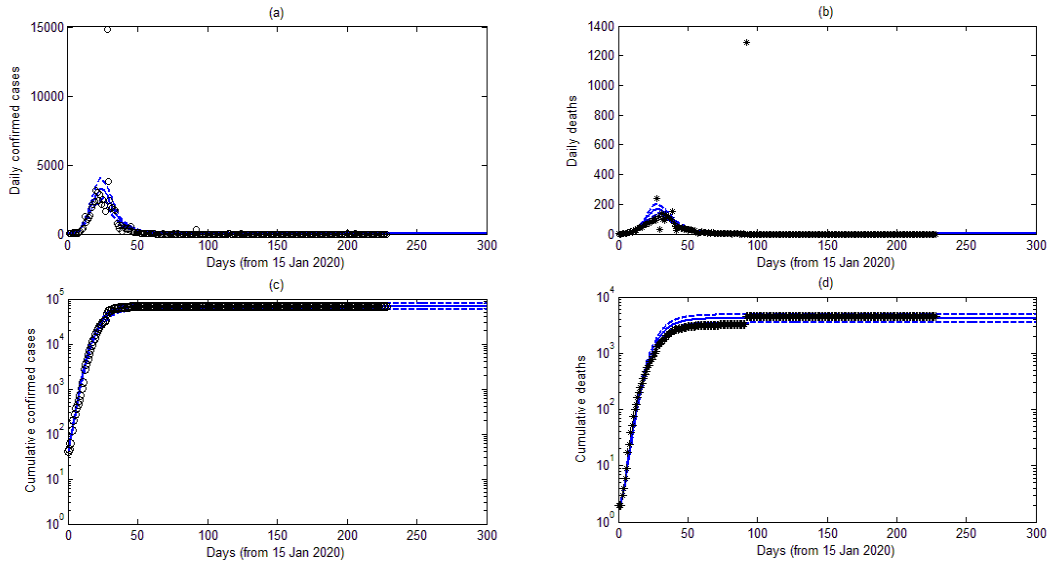 (a)
15000
10000
5000
0
Daily confirmed cases
0 50 100 150 200 250 300
Days (from 15 Jan 2020)
(b)
1400
1200
1000
800
600
400
200
0
Daily deaths
0 50 100 150 200 250 300
Days (from 15 Jan 2020)
(c)
10^5
10^4
10^3
10^2
10^1
10^0
Cumulative confirmed cases
0 50 100 150 200 250 300
Days (from 15 Jan 2020)
(d)
10^4
10^3
10^2
10^1
10^0
Cumulative deaths
0 50 100 150 200 250 300
Days (from 15 Jan 2020)